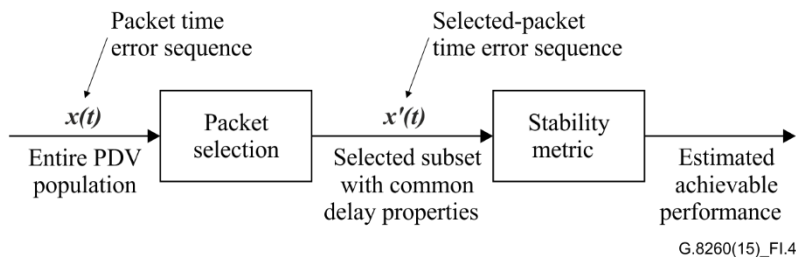 Packet time
error sequence
Selected-packet
time error sequence
x(t)
Packet
selection
x'(t)
Stability
metric
Entire PDV
population
Selected subset
with common
delay properties
Estimated
achievable
performance
G.8260(15)_FI.4